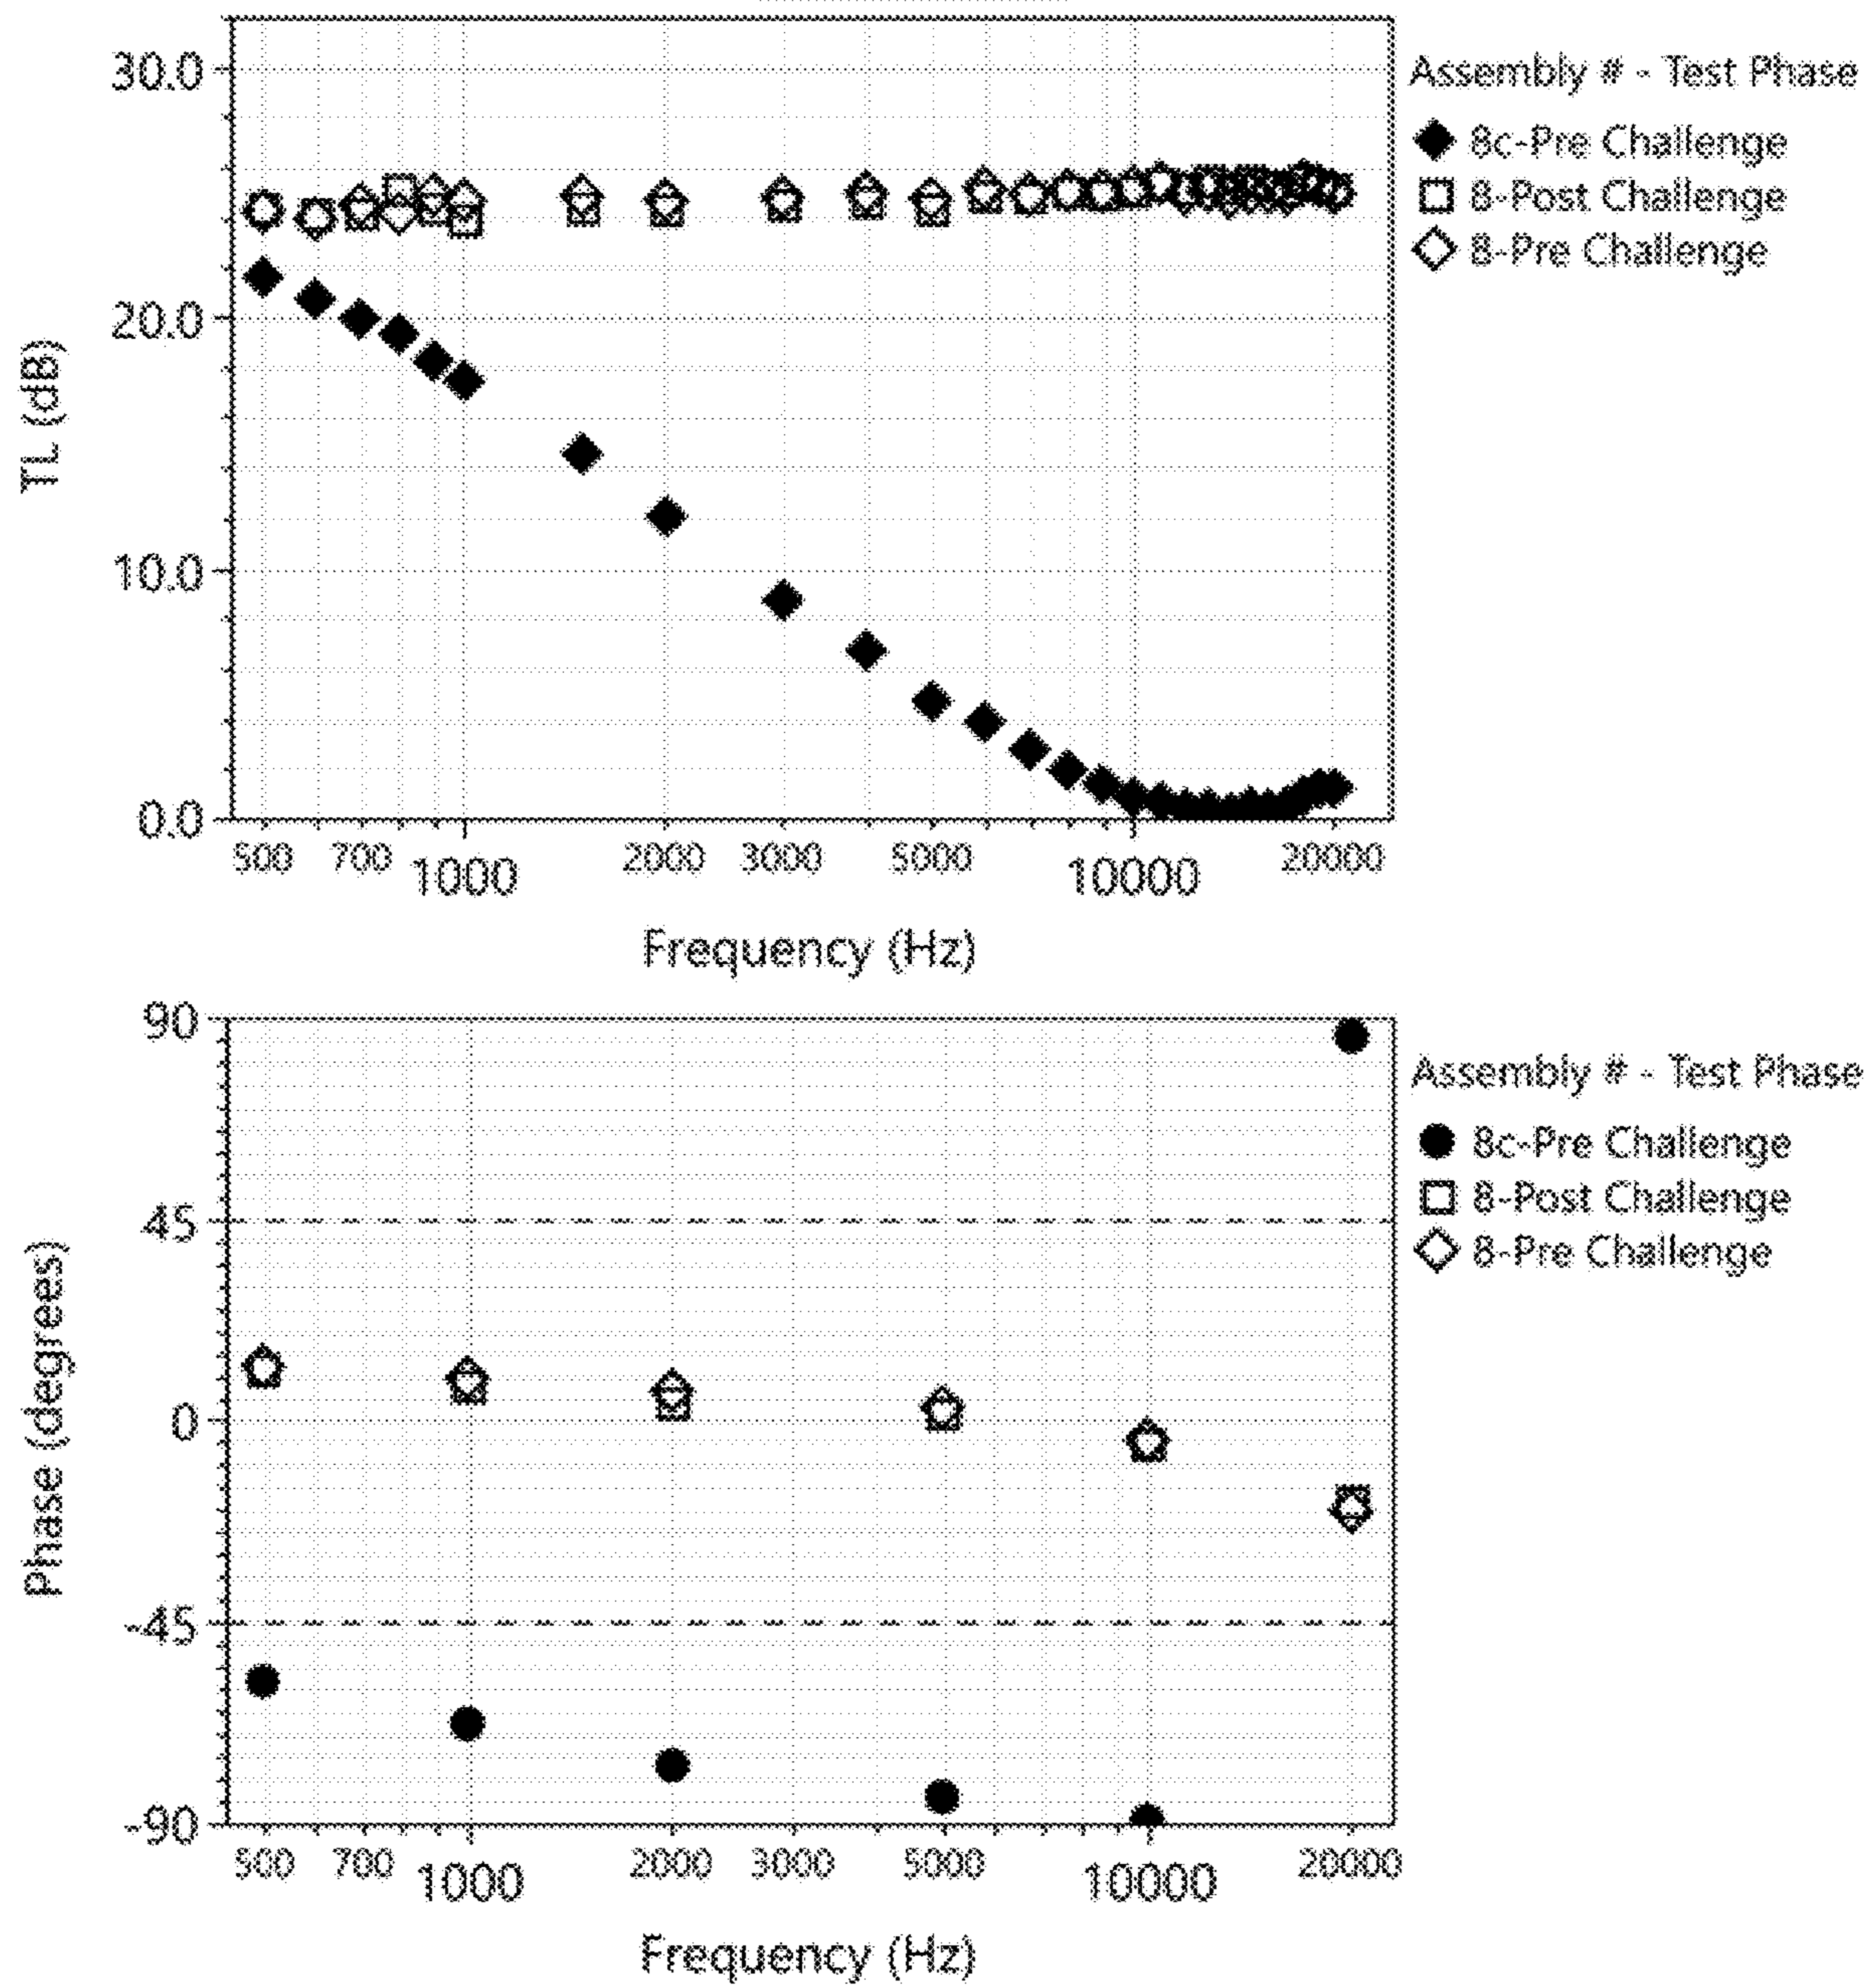 30.0
20.0
10.0
0.0
TL (dB)
500 700 1000 2000 3000 5000 10000 20000
Frequency (Hz)
Assembly # - Test Phase
8c-Pre Challenge
8-Post Challenge
8-Pre Challenge
90
45
0
-45
-90
Phase (degrees)
500 700 1000 2000 3000 5000 10000 20000
Frequency (Hz)
Assembly # - Test Phase
8c-Pre Challenge
8-Post Challenge
8-Pre Challenge